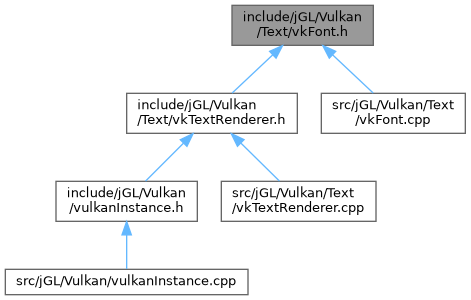 include/jGL/Vulkan
/Text/vkFont.h
include/jGL/Vulkan
/Text/vkTextRenderer.h
src/jGL/Vulkan/Text
/vkFont.cpp
include/jGL/Vulkan
/vulkanInstance.h
src/jGL/Vulkan/Text
/vkTextRenderer.cpp
src/jGL/Vulkan/vulkanInstance.cpp